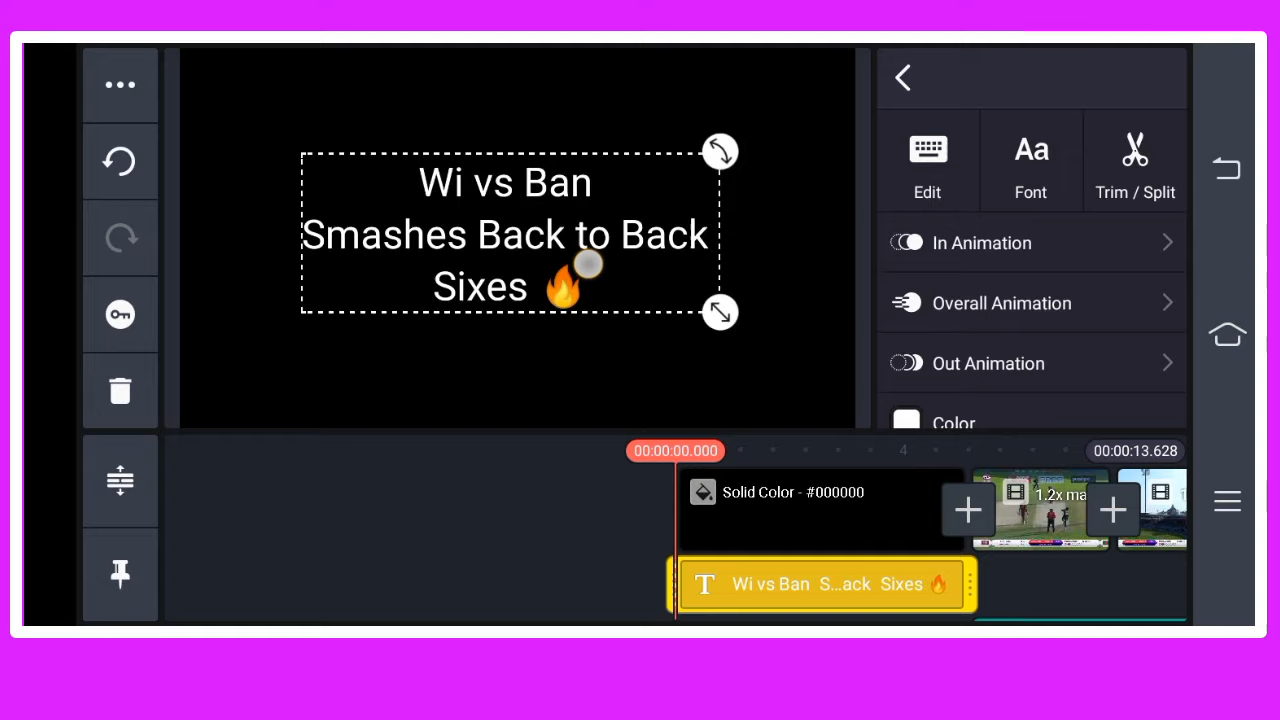 Wi vs Ban
Smashes Back to Back
Sixes 🔥
Edit
Aa
Font
Trim / Split
In Animation
Overall Animation
Out Animation
Color
00:00:00.000
4
00:00:13.628
Solid Color - #000000
1.2x ma
T Wi vs Ban S...ack Sixes 🔥